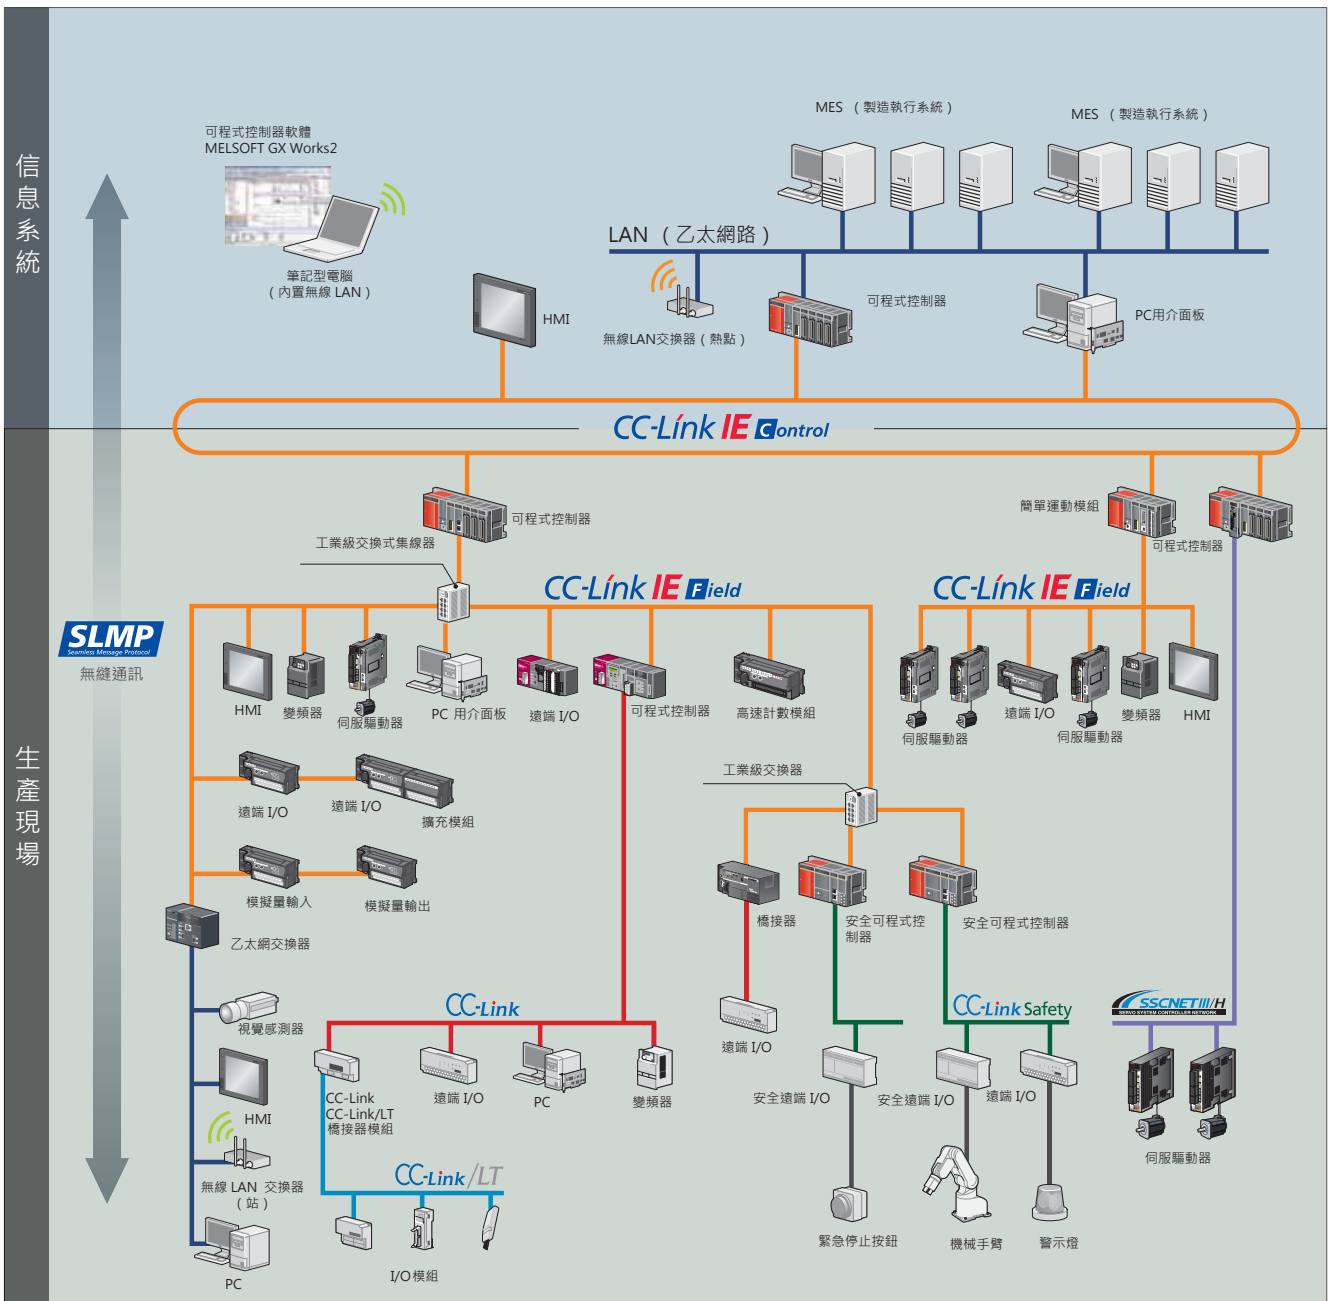 信息系統
可程式控制器軟體
MELSOFT GX Works2
筆記型電腦
（內置無線 LAN）
MES （製造執行系統）
MES （製造執行系統）
LAN （乙太網路）
HMI
無線LAN交換器（熱點）
可程式控制器
PC用介面板
CC-Link IE Control
可程式控制器
簡單運動模組
可程式控制器
工業級交換式集線器
CC-Link IE Field
CC-Link IE Field
SLMP
Seamless Message Protocol
無縫通訊
生產現場
HMI
變頻器
伺服驅動器
PC 用介面板
遠端 I/O
可程式控制器
高速計數模組
伺服驅動器
遠端 I/O
伺服驅動器
變頻器
HMI
遠端 I/O
遠端 I/O
擴充模組
工業級交換器
模擬量輸入
模擬量輸出
橋接器
安全可程式控
制器
安全可程式控制器
乙太網交換器
視覺感測器
CC-Link
CC-Link Safety
SSCNETIII/H
SERVO SYSTEM CONTROLLER NETWORK
遠端 I/O
HMI
CC-Link
CC-Link/LT
橋接器模組
遠端 I/O
PC
變頻器
安全遠端 I/O
安全遠端 I/O
遠端 I/O
伺服驅動器
無線 LAN 交換器
（站）
CC-Link/LT
PC
I/O模組
緊急停止按鈕
機械手臂
警示燈